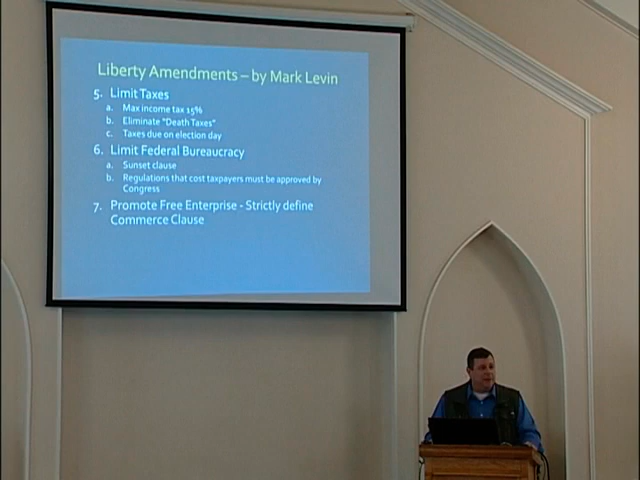 Liberty Amendments – by Mark Levin
5. Limit Taxes
a. Max income tax 15%
b. Eliminate "Death Taxes"
c. Taxes due on election day
6. Limit Federal Bureaucracy
a. Sunset clause
b. Regulations that cost taxpayers must be approved by
Congress
7. Promote Free Enterprise - Strictly define
Commerce Clause